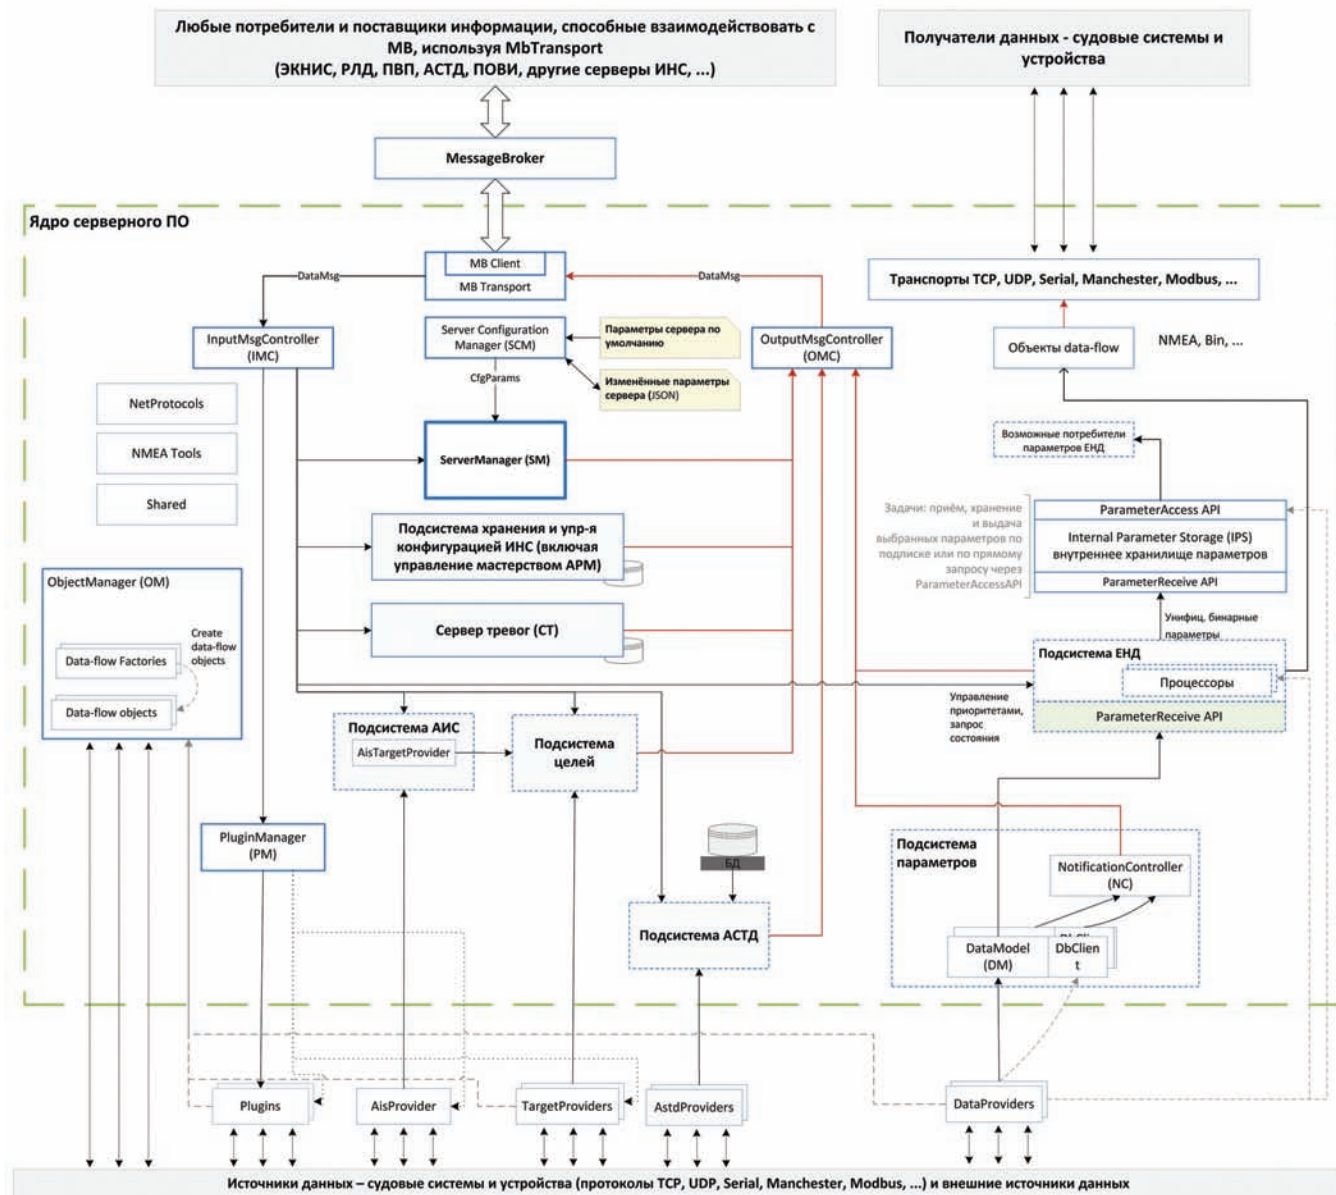 Любые потребители и поставщики информации, способные взаимодействовать с
МВ, используя MbTransport
(ЭКНИС, РЛД, ПВП, АСТД, ПОВИ, другие серверы ИНС, ...)
Получатели данных - судовые системы и
устройства
MessageBroker
Ядро серверного ПО
MB Client
MB Transport
DataMsg
DataMsg
Транспорты TCP, UDP, Serial, Manchester, Modbus, ...
InputMsgController
(IMC)
Server Configuration
Manager (SCM)
Параметры сервера по
умолчанию
OutputMsgController
(OMC)
Объекты data-flow
NMEA, Bin, ...
CfgParams
Изменённые параметры
сервера (JSON)
NetProtocols
NMEA Tools
Shared
ServerManager (SM)
Возможные потребители
параметров ЕНД
Задачи: приём, хранение
и выдача
выбранных параметров по
подписке или по прямому
запросу через
ParameterAccessAPI
ParameterAccess API
Internal Parameter Storage (IPS)
внутреннее хранилище параметров
ParameterReceive API
Подсистема хранения и упр-я
конфигурацией ИНС (включая
управление мастерством АРМ)
ObjectManager (OM)
Create
data-flow
objects
Data-flow Factories
Data-flow objects
Сервер тревог (СТ)
Унифиц. бинарные
параметры
Подсистема ЕНД
Процессоры
ParameterReceive API
Управление
приоритетами,
запрос
состояния
Подсистема АИС
AisTargetProvider
Подсистема
целей
PluginManager
(PM)
БД
Подсистема
параметров
NotificationController
(NC)
Подсистема АСТД
DataModel
(DM)
DbClien
t
Plugins
AisProvider
TargetProviders
AstdProviders
DataProviders
Источники данных – судовые системы и устройства (протоколы TCP, UDP, Serial, Manchester, Modbus, ...) и внешние источники данных